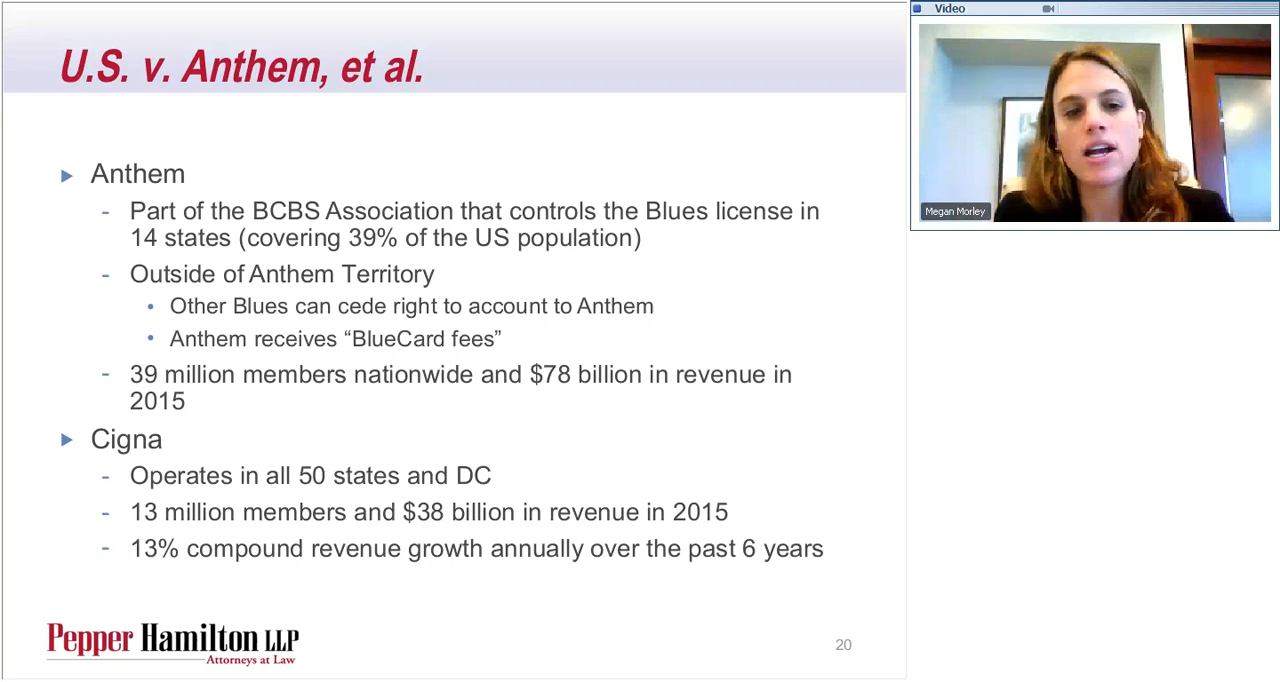 U.S. v. Anthem, et al.
Anthem
- Part of the BCBS Association that controls the Blues license in
14 states (covering 39% of the US population)
- Outside of Anthem Territory
• Other Blues can cede right to account to Anthem
• Anthem receives “BlueCard fees”
- 39 million members nationwide and $78 billion in revenue in
2015
Cigna
- Operates in all 50 states and DC
- 13 million members and $38 billion in revenue in 2015
- 13% compound revenue growth annually over the past 6 years
Pepper Hamilton LLP
Attorneys at Law
20
Video
Megan Morley